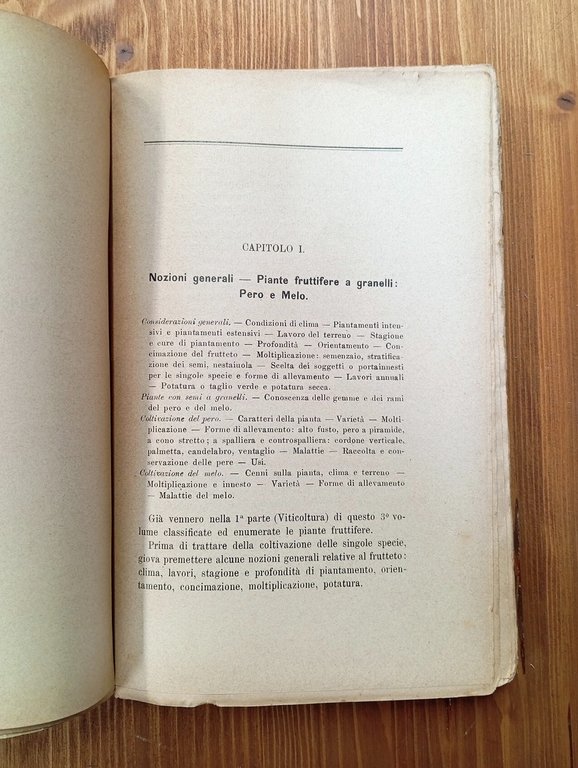 CAPITOLO I.
Nozioni generali — Piante fruttifere a granelli:
Pero e Melo.
Considerazioni generali. — Condizioni di clima — Piantamenti inten-
sivi e piantamenti estensivi — Lavoro del terreno — Stagione
e cure di piantamento — Profondità — Orientamento — Con-
cimazione del frutteto — Moltiplicazione: semenzaio, stratifica-
zione dei semi, nestaiuola — Scelta dei soggetti o portainnesti
per le singole specie e forme di allevamento — Lavori annuali
— Potatura o taglio verde e potatura secca.
Piante con semi a granelli. — Conoscenza delle gemme e dei rami
del pero e del melo.
Coltivazione del pero. — Caratteri della pianta — Varietà — Molti-
plicazione — Forme di allevamento: alto fusto, pero a piramide,
a cono stretto; a spalliera e controspalliera: cordone verticale,
palmetta, candelabro, ventaglio — Malattie — Raccolta e con-
servazione delle pere — Usi.
Coltivazione del melo. — Cenni sulla pianta, clima e terreno —
Moltiplicazione e innesto — Varietà — Forme di allevamento
— Malattie del melo.
Già vennero nella 1ª parte (Viticoltura) di questo 3º vo-
lume classificate ed enumerate le piante fruttifere.
Prima di trattare della coltivazione delle singole specie,
giova premettere alcune nozioni generali relative al frutteto:
clima, lavori, stagione e profondità di piantamento, orien-
tamento, concimazione, moltiplicazione, potatura.